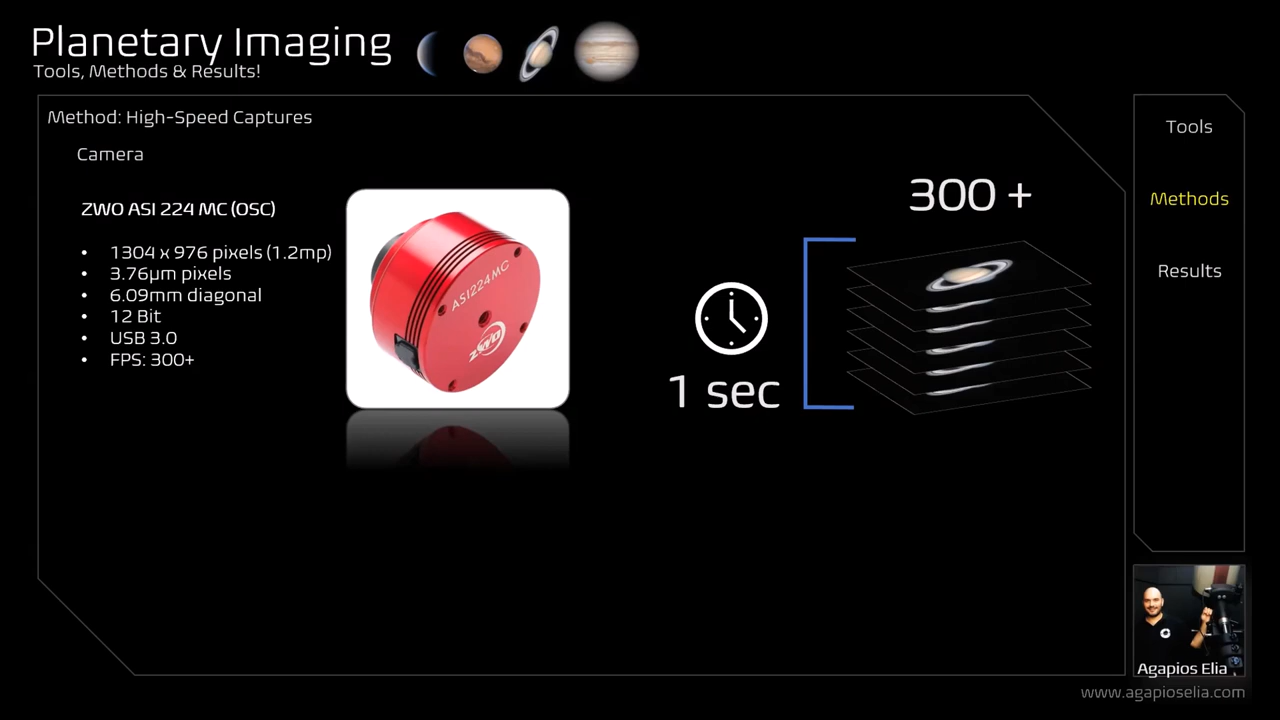 Planetary Imaging
Tools, Methods & Results!
Method: High-Speed Captures
Camera
ZWO ASI 224 MC (OSC)
• 1304 x 976 pixels (1.2mp)
• 3.76µm pixels
• 6.09mm diagonal
• 12 Bit
• USB 3.0
• FPS: 300+
ASI224MC
ZWO
1 sec
300 +
Tools
Methods
Results
Agapios Elia
www.agapioselia.com